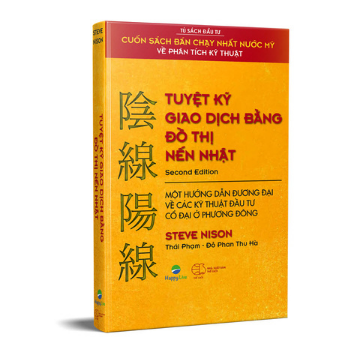 TỦ SÁCH ĐẦU TƯ
CUỐN SÁCH BÁN CHẠY NHẤT NƯỚC MỸ
VỀ PHÂN TÍCH KỸ THUẬT
陰線陽線
TUYỆT KỸ
GIAO DỊCH BẰNG
ĐỒ THỊ
NẾN NHẬT
Second Edition
MỘT HƯỚNG DẪN ĐƯƠNG ĐẠI
VỀ CÁC KỸ THUẬT ĐẦU TƯ
CỔ ĐẠI Ở PHƯƠNG ĐÔNG
STEVE NISON
Thái Phạm - Đỗ Phan Thu Hà
Happy Live
STEVE
NISON
TUYỆT KỸ GIAO DỊCH BẰNG
ĐỒ THỊ NẾN NHẬT